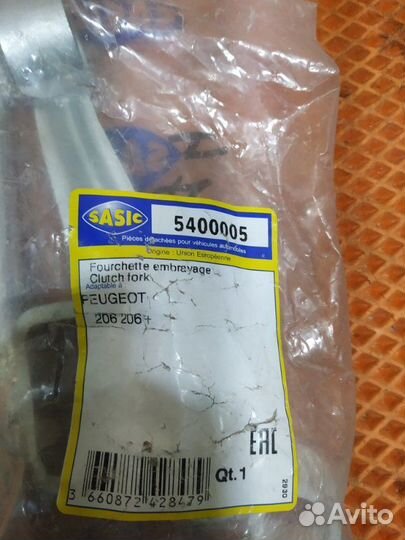 SASIC
5400005
Pièces détachées pour véhicules automobiles
Origine : Union Européenne
Fourchette embrayage
Clutch fork
Adaptable à
PEUGEOT
206 206+
EAC
Qt. 1
2930
3 660872 428479
Avito